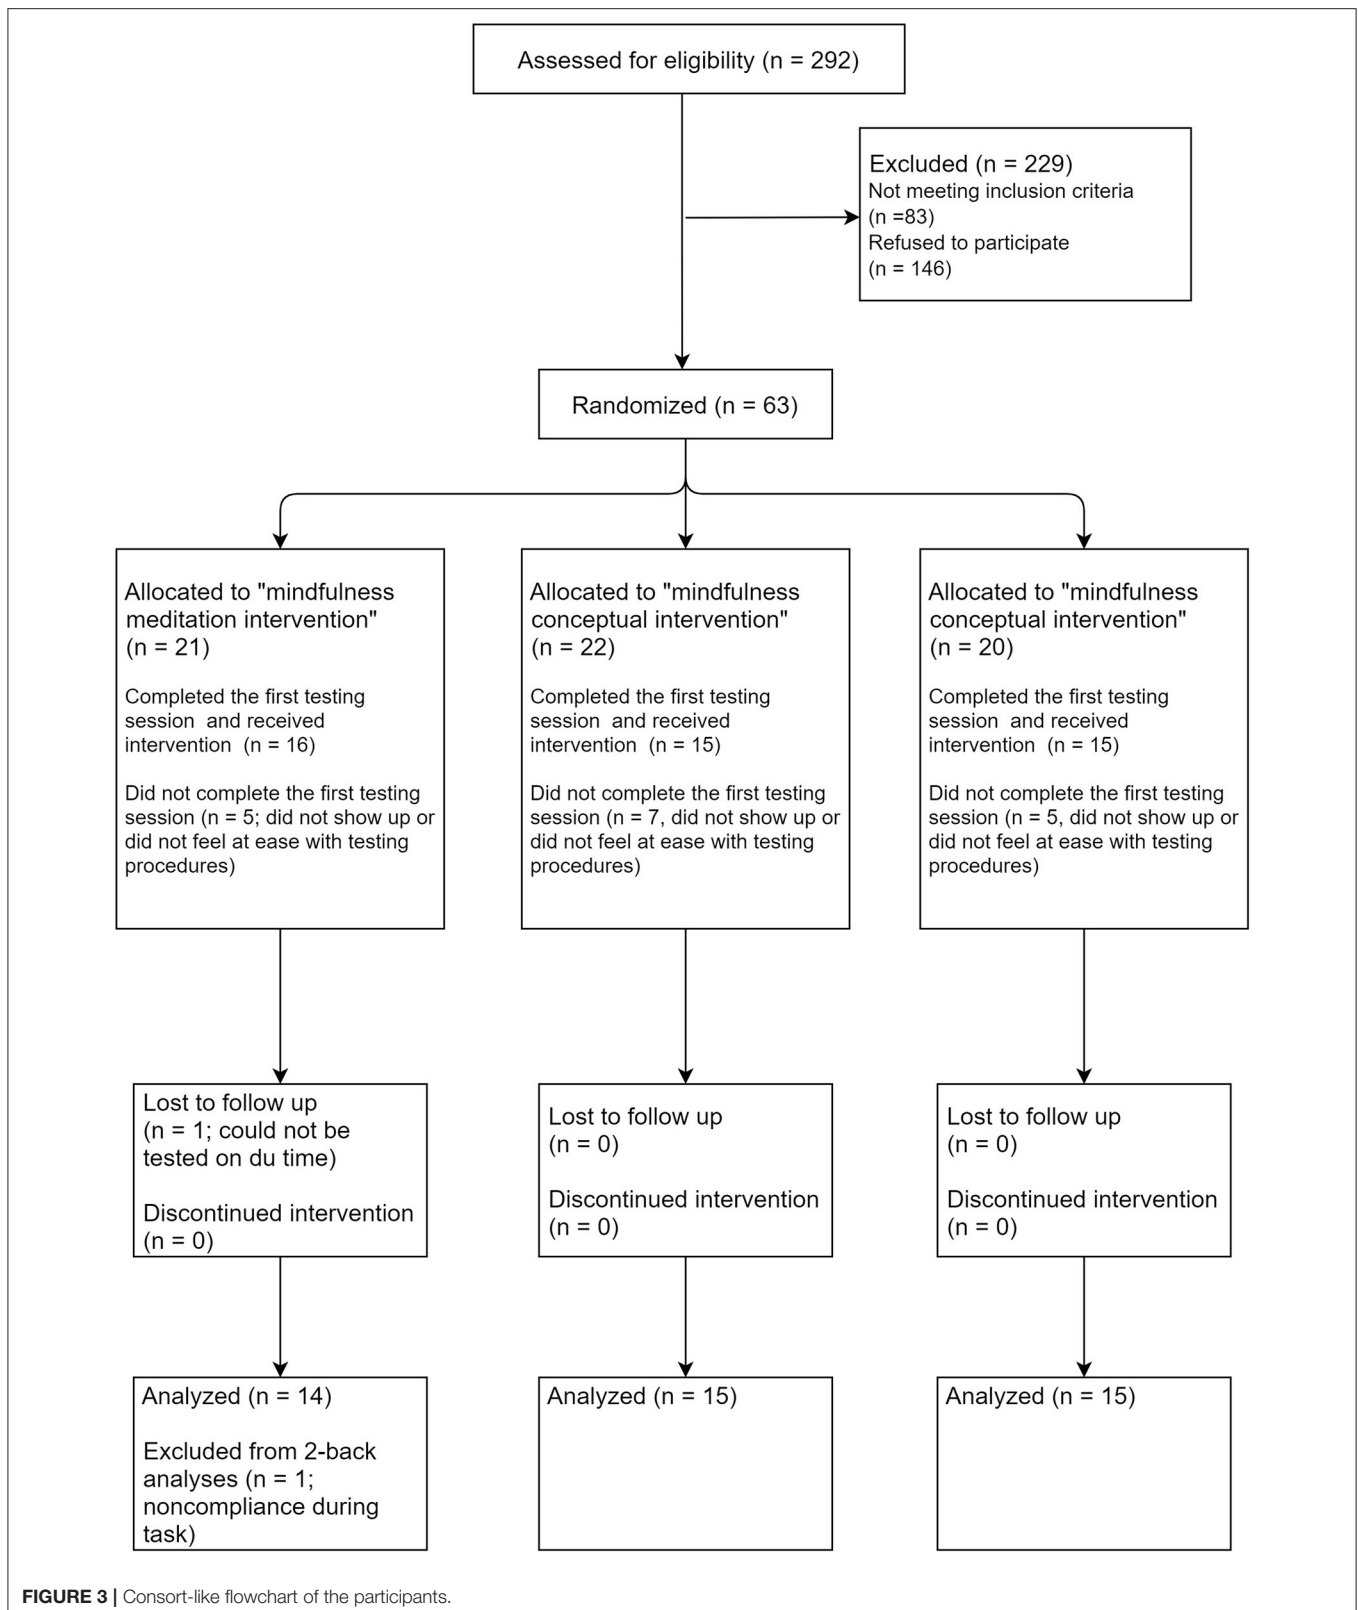 Assessed for eligibility (n = 292)
Excluded (n = 229)
Not meeting inclusion criteria
(n =83)
Refused to participate
(n = 146)
Randomized (n = 63)
Allocated to "mindfulness
meditation intervention"
(n = 21)
Completed the first testing
session and received
intervention (n = 16)
Did not complete the first testing
session (n = 5; did not show up or
did not feel at ease with testing
procedures)
Allocated to "mindfulness
conceptual intervention"
(n = 22)
Completed the first testing
session and received
intervention (n = 15)
Did not complete the first testing
session (n = 7, did not show up or
did not feel at ease with testing
procedures)
Allocated to "mindfulness
conceptual intervention"
(n = 20)
Completed the first testing
session and received
intervention (n = 15)
Did not complete the first testing
session (n = 5, did not show up or
did not feel at ease with testing
procedures)
Lost to follow up
(n = 1; could not be
tested on du time)
Discontinued intervention
(n = 0)
Lost to follow up
(n = 0)
Discontinued intervention
(n = 0)
Lost to follow up
(n = 0)
Discontinued intervention
(n = 0)
Analyzed (n = 14)
Excluded from 2-back
analyses (n = 1;
noncompliance during
task)
Analyzed (n = 15)
Analyzed (n = 15)
FIGURE 3 | Consort-like flowchart of the participants.